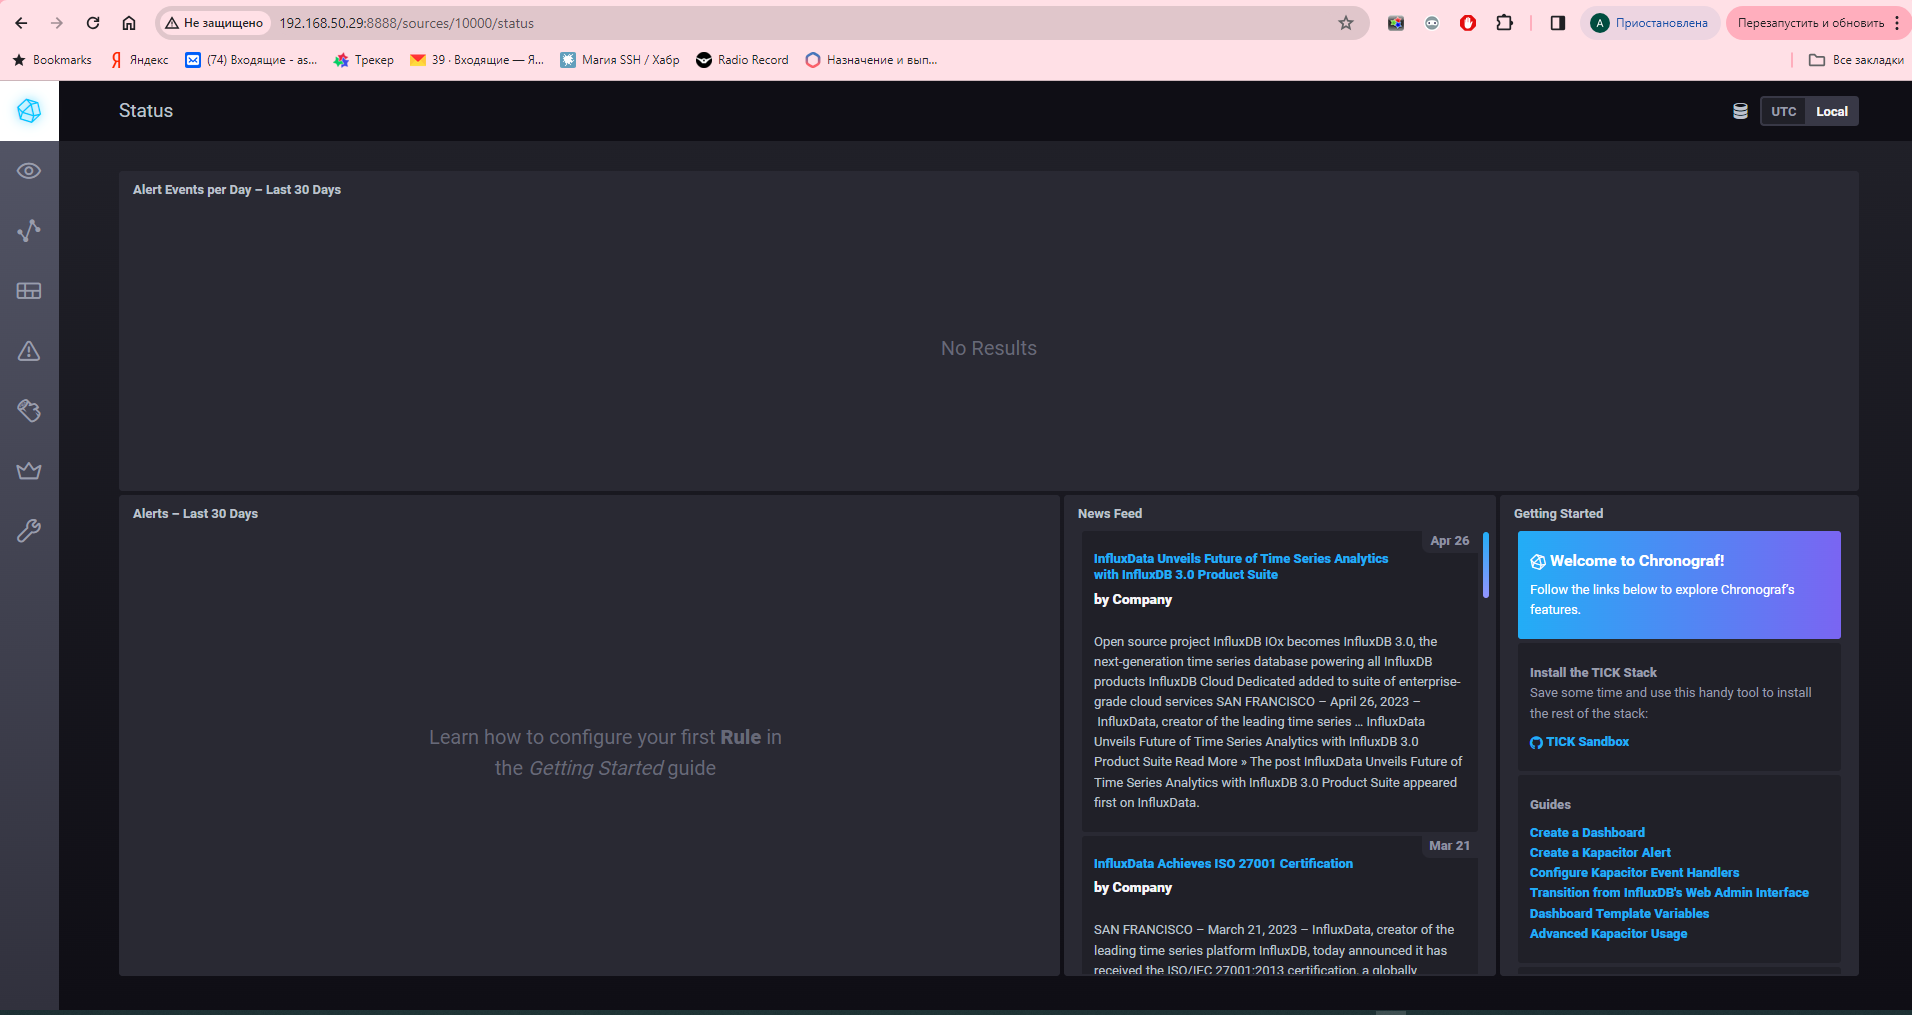 Не защищено
192.168.50.29:8888/sources/10000/status
A
Приостановлена
Перезапустить и обновить
Bookmarks
Яндекс
(74) Входящие - as...
Трекер
39 · Входящие — Я...
Магия SSH / Хабр
Radio Record
Назначение и вып...
Все закладки
Status
UTC
Local
Alert Events per Day – Last 30 Days
No Results
Alerts – Last 30 Days
Learn how to configure your first Rule in
the Getting Started guide
News Feed
Apr 26
InfluxData Unveils Future of Time Series Analytics
with InfluxDB 3.0 Product Suite
by Company
Open source project InfluxDB IOx becomes InfluxDB 3.0, the
next-generation time series database powering all InfluxDB
products InfluxDB Cloud Dedicated added to suite of enterprise-
grade cloud services SAN FRANCISCO – April 26, 2023 –
InfluxData, creator of the leading time series … InfluxData
Unveils Future of Time Series Analytics with InfluxDB 3.0
Product Suite Read More » The post InfluxData Unveils Future of
Time Series Analytics with InfluxDB 3.0 Product Suite appeared
first on InfluxData.
Mar 21
InfluxData Achieves ISO 27001 Certification
by Company
SAN FRANCISCO – March 21, 2023 – InfluxData, creator of the
leading time series platform InfluxDB, today announced it has
received the ISO/IEC 27001:2013 certification, a globally
Getting Started
Welcome to Chronograf!
Follow the links below to explore Chronograf's
features.
Install the TICK Stack
Save some time and use this handy tool to install
the rest of the stack:
TICK Sandbox
Guides
Create a Dashboard
Create a Kapacitor Alert
Configure Kapacitor Event Handlers
Transition from InfluxDB's Web Admin Interface
Dashboard Template Variables
Advanced Kapacitor Usage